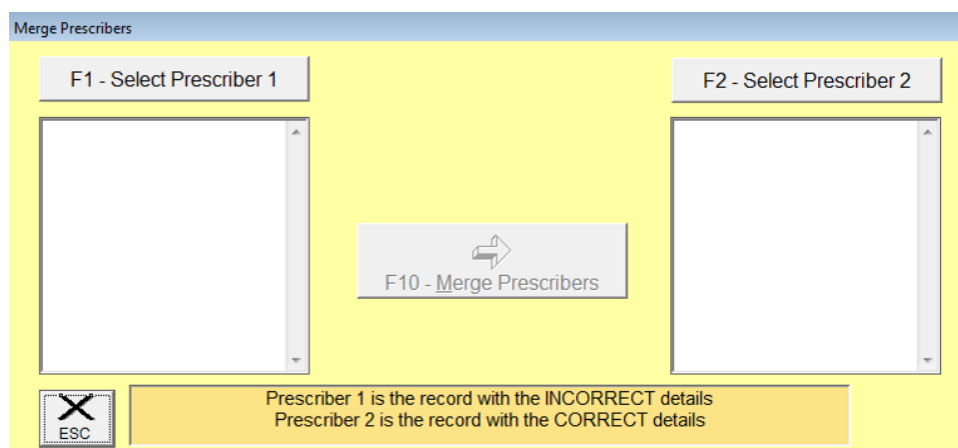 Merge Prescribers
F1 - Select Prescriber 1
F2 - Select Prescriber 2
F10 - Merge Prescribers
ESC
Prescriber 1 is the record with the INCORRECT details
Prescriber 2 is the record with the CORRECT details